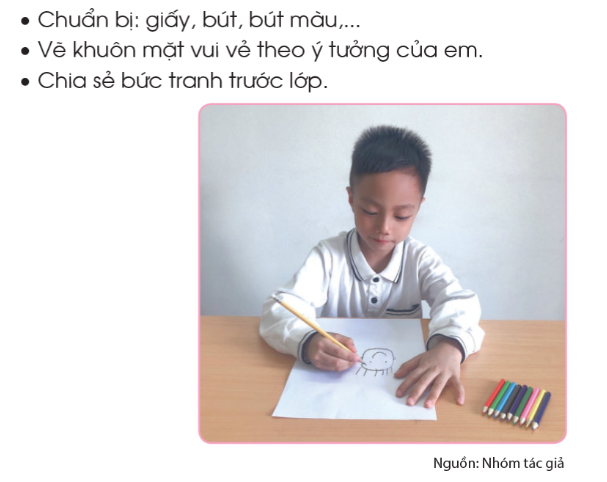 • Chuẩn bị: giấy, bút, bút màu,...
• Vẽ khuôn mặt vui vẻ theo ý tưởng của em.
• Chia sẻ bức tranh trước lớp.
Nguồn: Nhóm tác giả